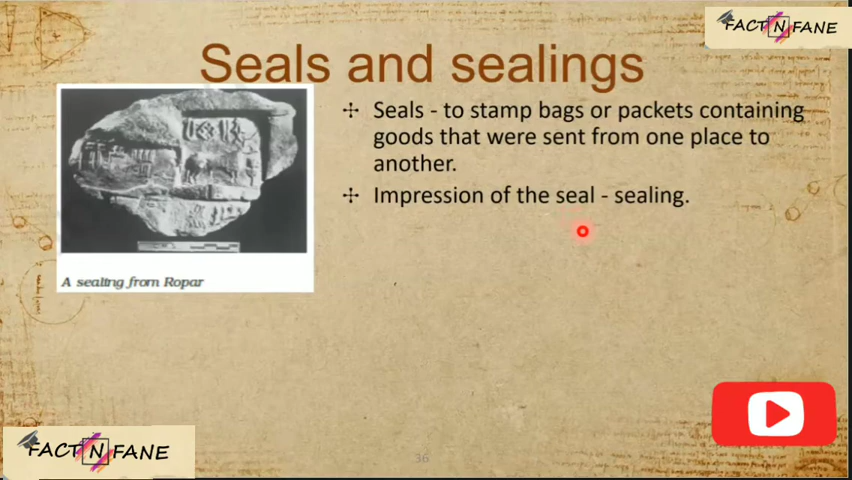 FACT N FANE
Seals and sealings
Seals - to stamp bags or packets containing
goods that were sent from one place to
another.
Impression of the seal - sealing.
A sealing from Ropar
FACT N FANE
36